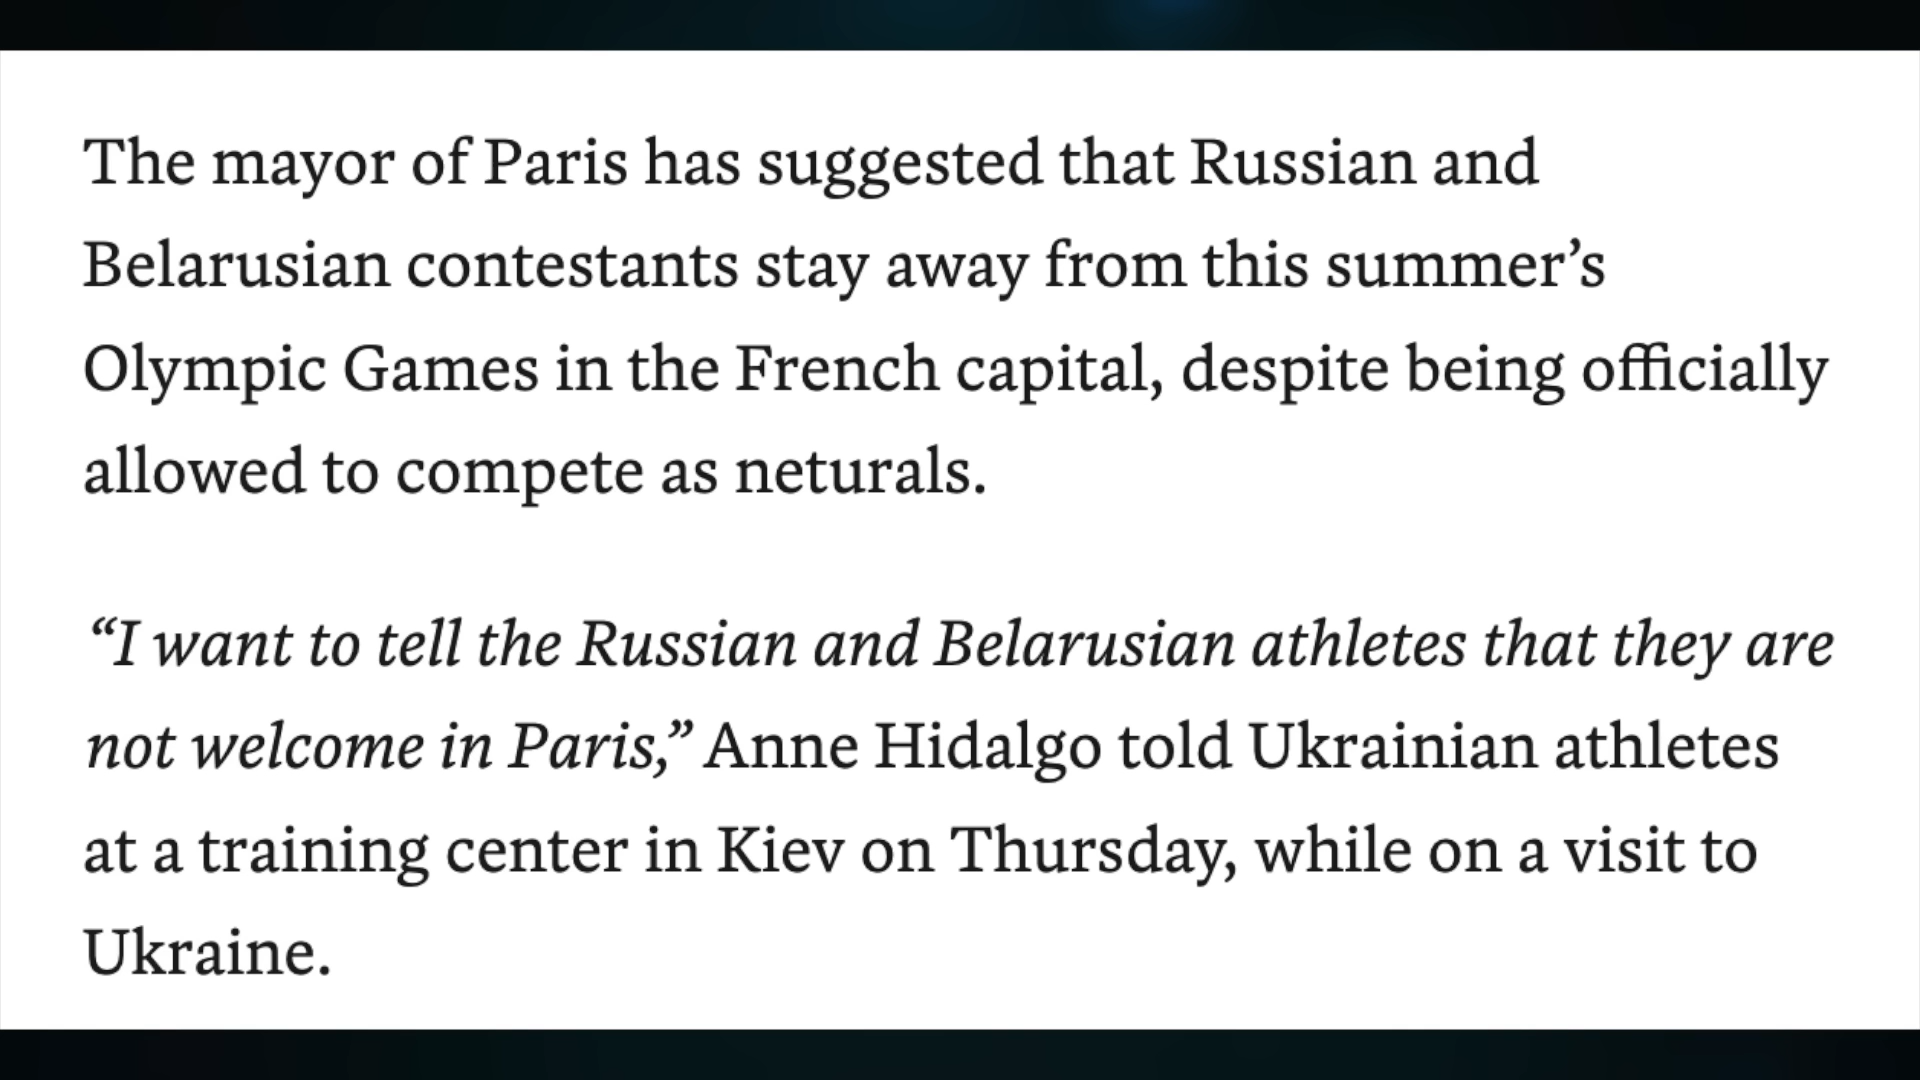 The mayor of Paris has suggested that Russian and
Belarusian contestants stay away from this summer’s
Olympic Games in the French capital, despite being officially
allowed to compete as neturals.
“I want to tell the Russian and Belarusian athletes that they are
not welcome in Paris,” Anne Hidalgo told Ukrainian athletes
at a training center in Kiev on Thursday, while on a visit to
Ukraine.